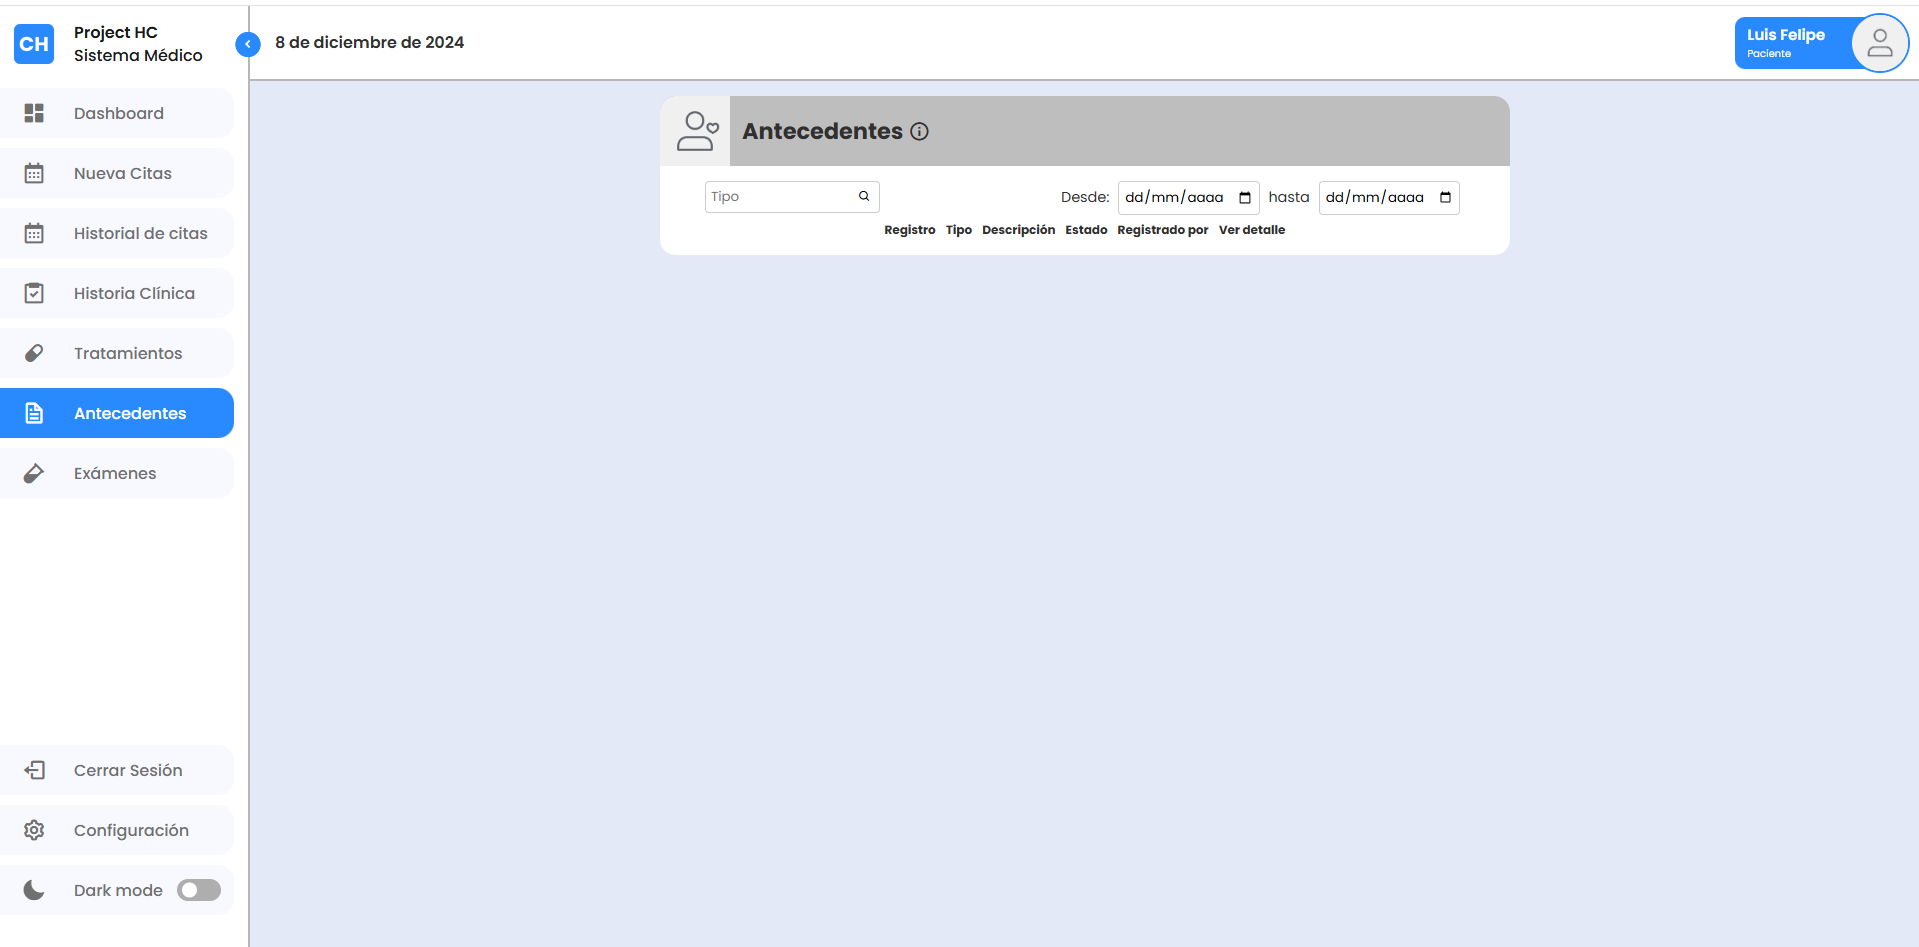 CH
Project HC
Sistema Médico
Dashboard
Nueva Citas
Historial de citas
Historia Clínica
Tratamientos
Antecedentes
Exámenes
Cerrar Sesión
Configuración
Dark mode
8 de diciembre de 2024
Luis Felipe
Paciente
Antecedentes
Tipo
Desde: dd/mm/aaaa hasta dd/mm/aaaa
Registro Tipo Descripción Estado Registrado por Ver detalle